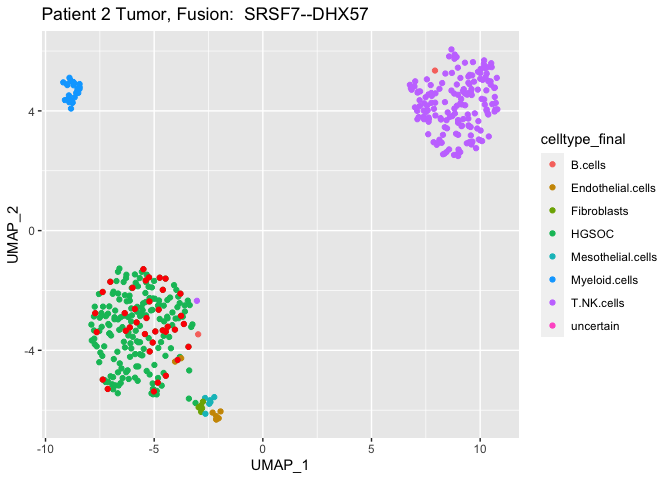 Patient 2 Tumor, Fusion:  SRSF7--DHX57
UMAP_2
4
0
-4
-10
-5
0
5
10
UMAP_1
celltype_final
B.cells
Endothelial.cells
Fibroblasts
HGSOC
Mesothelial.cells
Myeloid.cells
T.NK.cells
uncertain